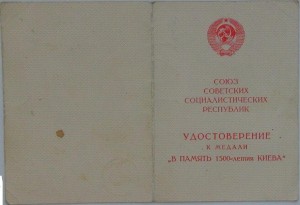 СОЮЗ
СОВЕТСКИХ
СОЦИАЛИСТИЧЕСКИХ
РЕСПУБЛИК
УДОСТОВЕРЕНИЕ
К МЕДАЛИ
„В ПАМЯТЬ 1500-летия КИЕВА"